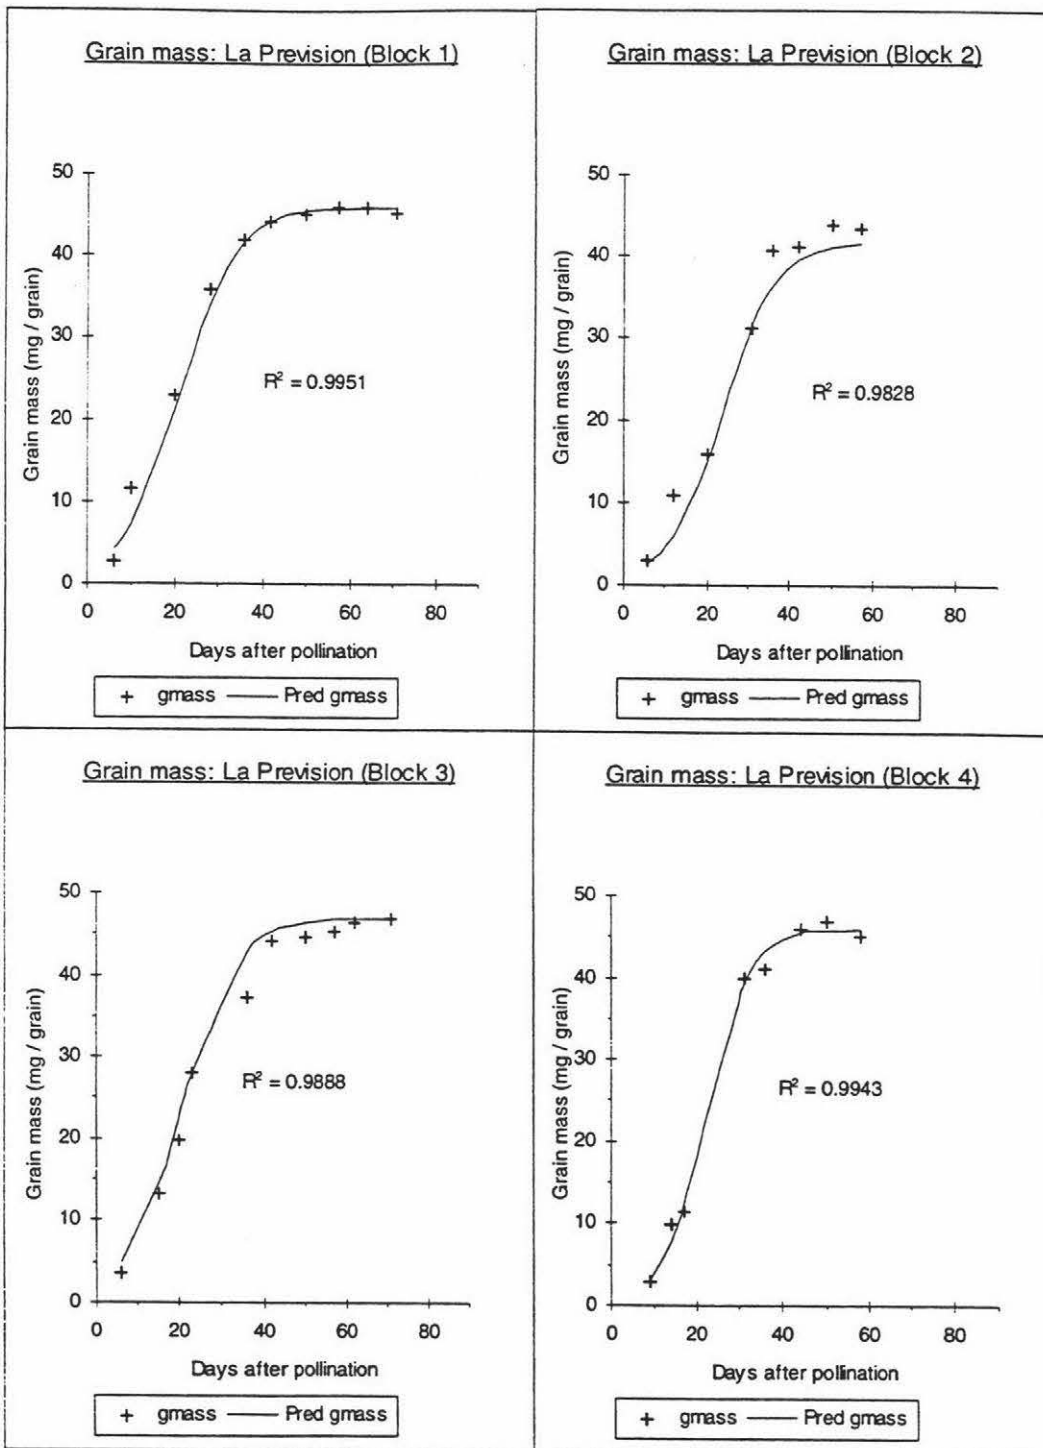 Grain mass: La Prevision (Block 1)
50
40
30
20
10
0
Grain mass (mg / grain)
R² = 0.9951
0 20 40 60 80
Days after pollination
+ gmass —— Pred gmass
Grain mass: La Prevision (Block 2)
50
40
30
20
10
0
Grain mass (mg / grain)
R² = 0.9828
0 20 40 60 80
Days after pollination
+ gmass —— Pred gmass
Grain mass: La Prevision (Block 3)
50
40
30
20
10
0
Grain mass (mg / grain)
R² = 0.9888
0 20 40 60 80
Days after pollination
+ gmass —— Pred gmass
Grain mass: La Prevision (Block 4)
50
40
30
20
10
0
Grain mass (mg / grain)
R² = 0.9943
0 20 40 60 80
Days after pollination
+ gmass —— Pred gmass